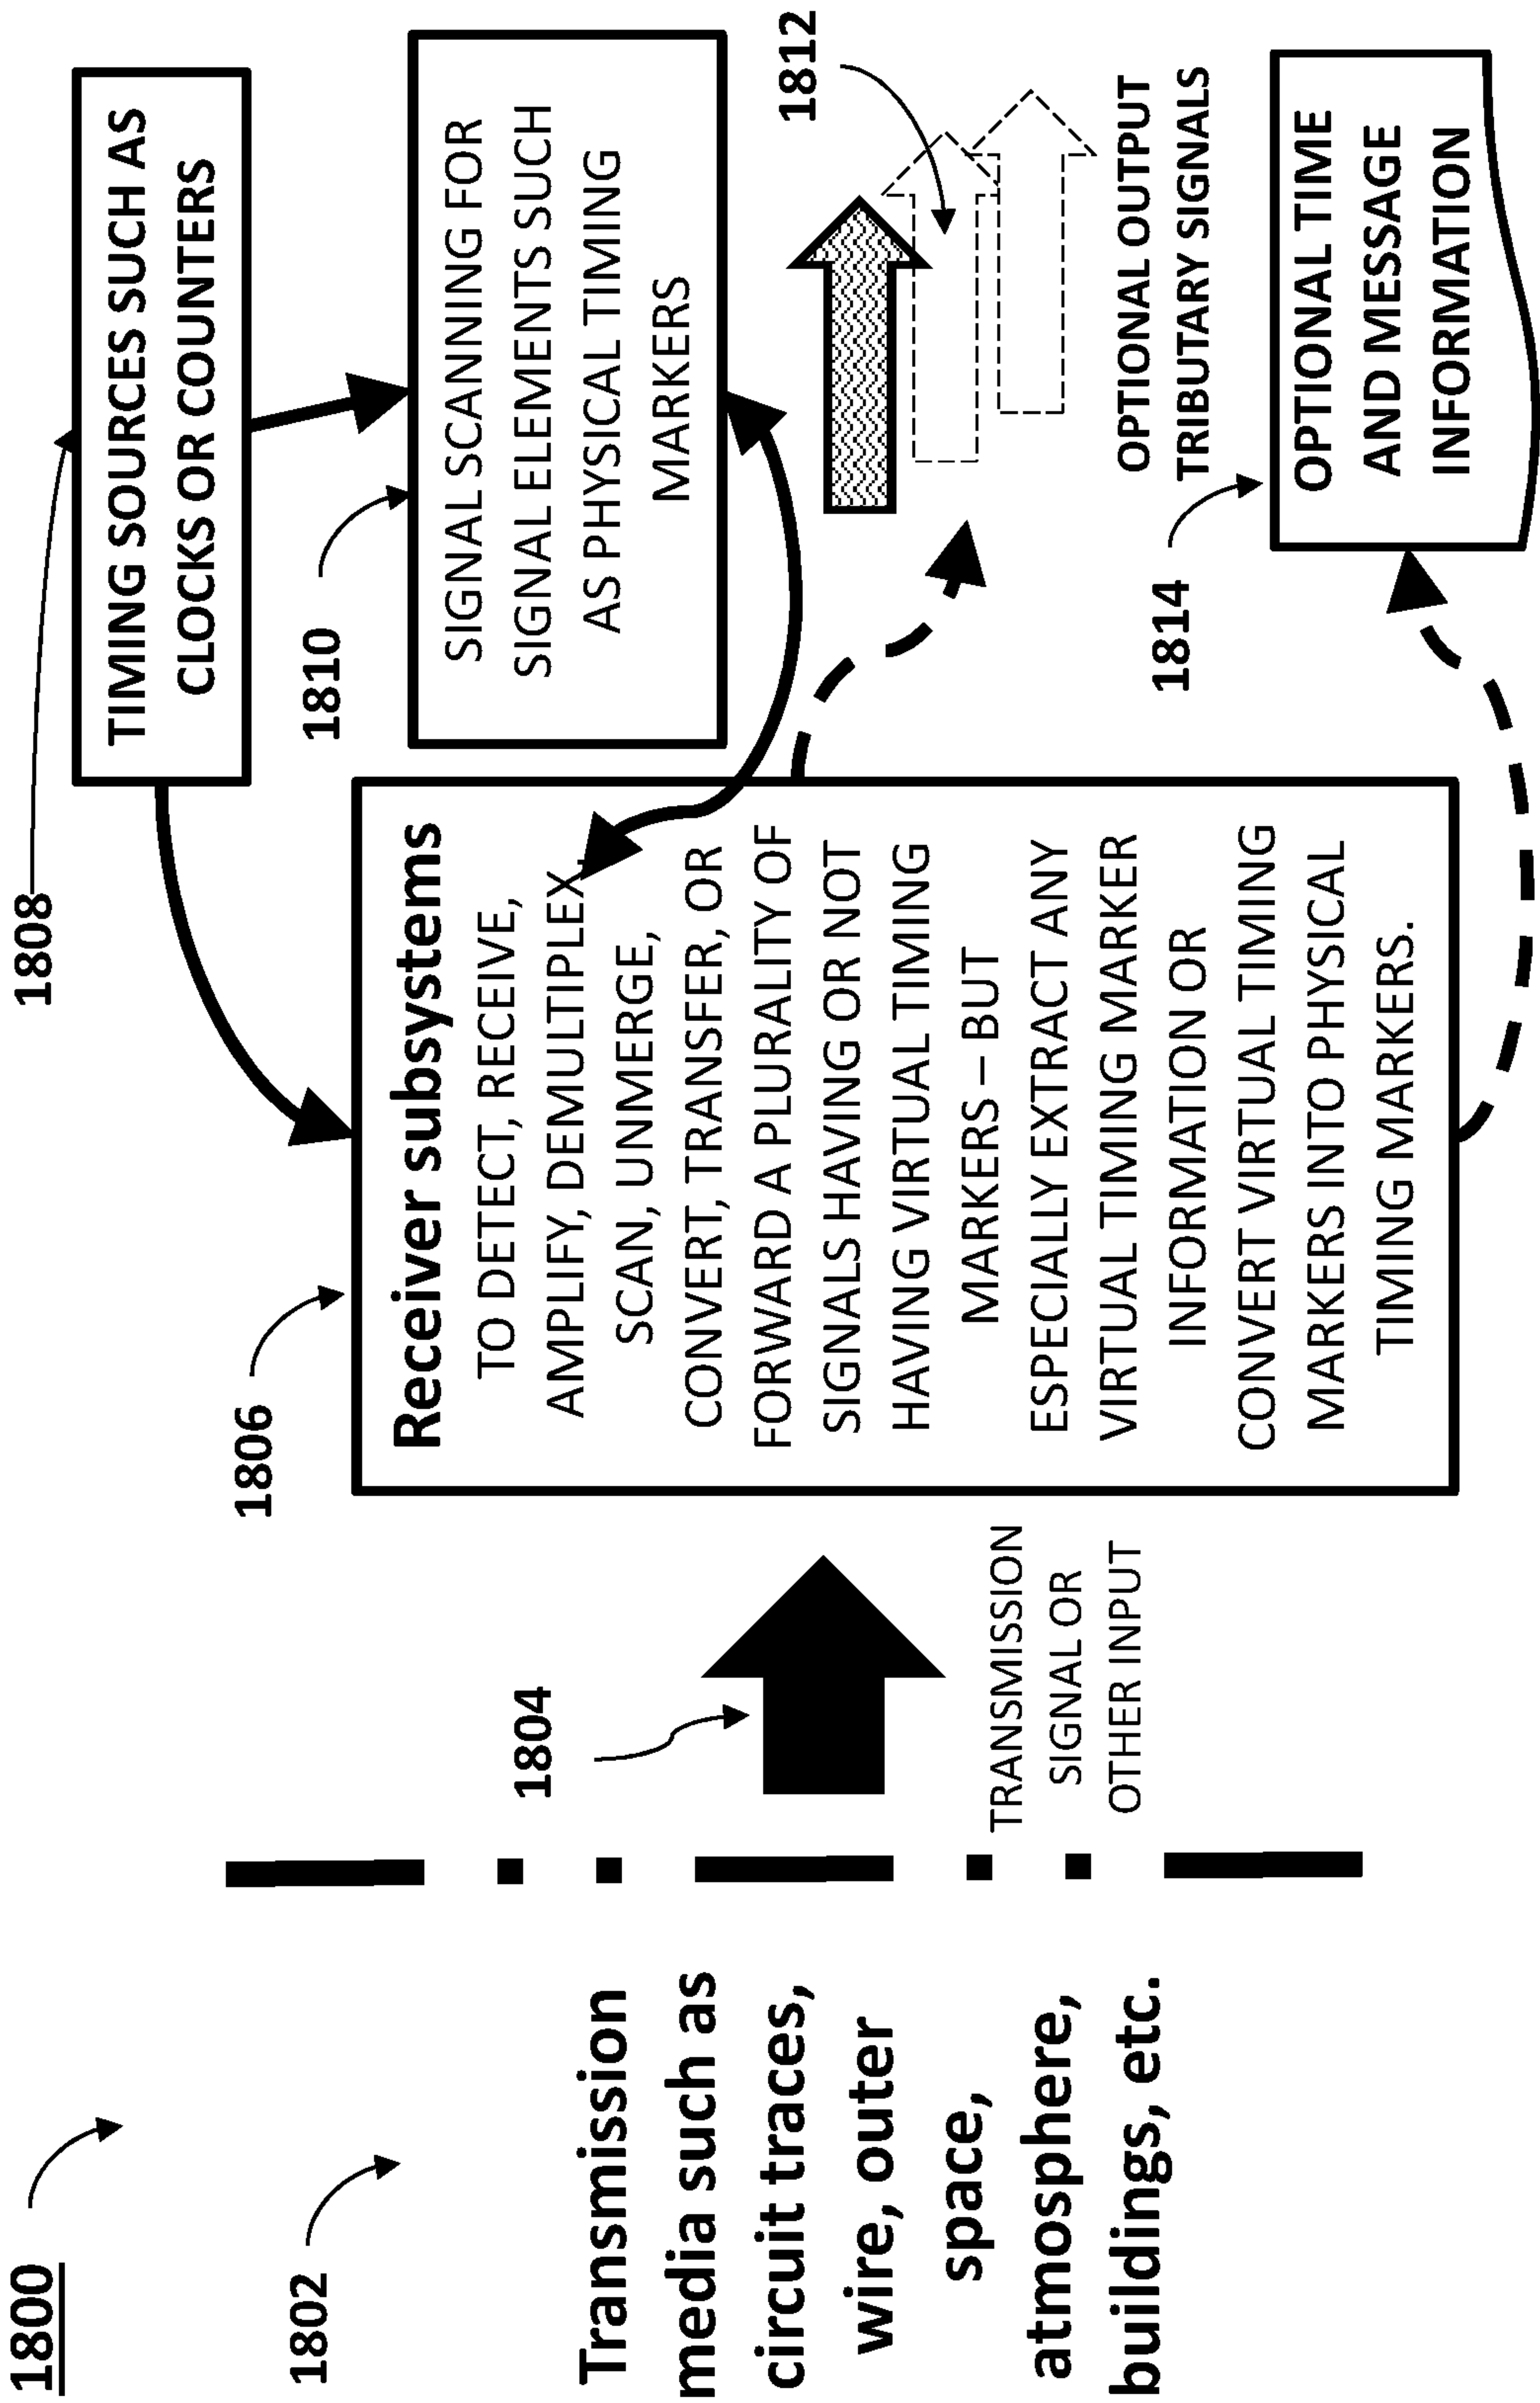 1800
1802
Transmission
media such as
circuit traces,
wire, outer
space,
atmosphere,
buildings, etc.
1804
TRANSMISSION
SIGNAL OR
OTHER INPUT
1806
Receiver subsystems
TO DETECT, RECEIVE,
AMPLIFY, DEMULTIPLEX,
SCAN, UNMERGE,
CONVERT, TRANSFER, OR
FORWARD A PLURALITY OF
SIGNALS HAVING OR NOT
HAVING VIRTUAL TIMING
MARKERS – BUT
ESPECIALLY EXTRACT ANY
VIRTUAL TIMING MARKER
INFORMATION OR
CONVERT VIRTUAL TIMING
MARKERS INTO PHYSICAL
TIMING MARKERS.
1808
TIMING SOURCES SUCH AS
CLOCKS OR COUNTERS
1810
SIGNAL SCANNING FOR
SIGNAL ELEMENTS SUCH
AS PHYSICAL TIMING
MARKERS
1812
OPTIONAL OUTPUT
TRIBUTARY SIGNALS
1814
OPTIONAL TIME
AND MESSAGE
INFORMATION